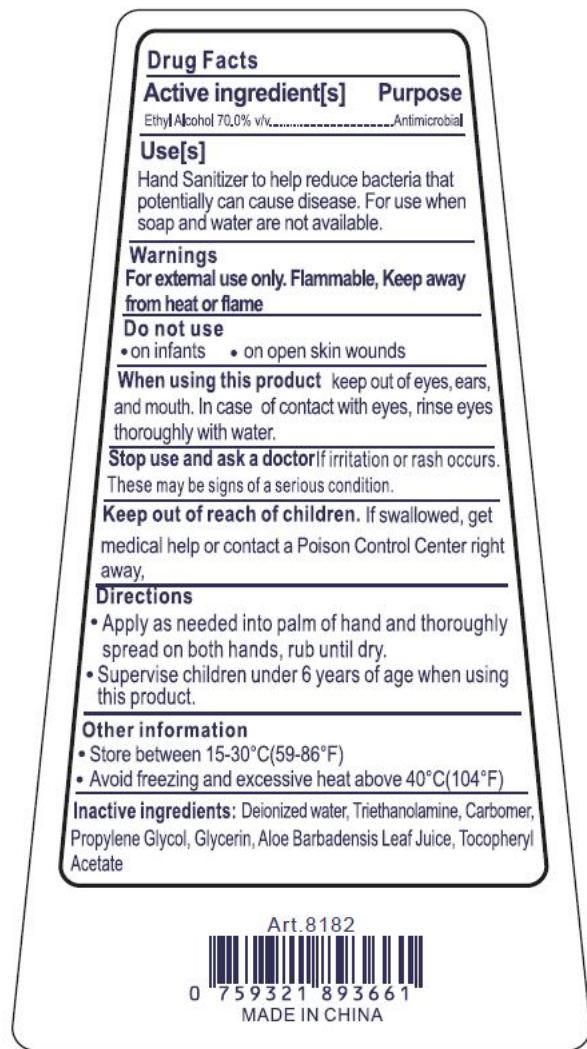 Drug Facts
Active ingredient[s] Purpose
Ethyl Alcohol 70.0% v/v..............................Antimicrobial
Use[s]
Hand Sanitizer to help reduce bacteria that
potentially can cause disease. For use when
soap and water are not available.
Warnings
For external use only. Flammable, Keep away
from heat or flame
Do not use
• on infants • on open skin wounds
When using this product keep out of eyes, ears,
and mouth. In case of contact with eyes, rinse eyes
thoroughly with water.
Stop use and ask a doctor If irritation or rash occurs.
These may be signs of a serious condition.
Keep out of reach of children. If swallowed, get
medical help or contact a Poison Control Center right
away,
Directions
• Apply as needed into palm of hand and thoroughly
spread on both hands, rub until dry.
• Supervise children under 6 years of age when using
this product.
Other information
• Store between 15-30°C(59-86°F)
• Avoid freezing and excessive heat above 40°C(104°F)
Inactive ingredients: Deionized water, Triethanolamine, Carbomer,
Propylene Glycol, Glycerin, Aloe Barbadensis Leaf Juice, Tocopheryl
Acetate
Art.8182
0 759321 893661
MADE IN CHINA